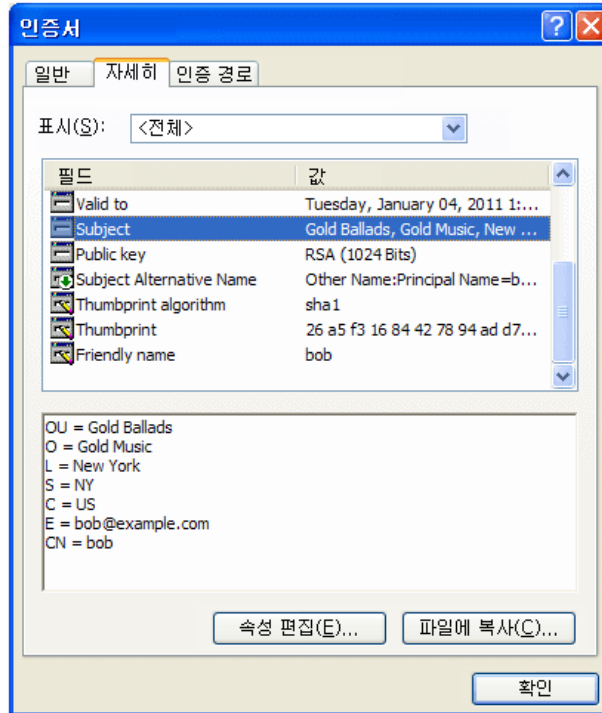 인증서
일반 자세히 인증 경로
표시(S): <전체>
필드 값
Valid to Tuesday, January 04, 2011 1:...
Subject Gold Ballads, Gold Music, New ...
Public key RSA (1024 Bits)
Subject Alternative Name Other Name:Principal Name=b...
Thumbprint algorithm sha1
Thumbprint 26 a5 f3 16 84 42 78 94 ad d7...
Friendly name bob
OU = Gold Ballads
O = Gold Music
L = New York
S = NY
C = US
E = bob@example.com
CN = bob
속성 편집(E)... 파일에 복사(C)...
확인